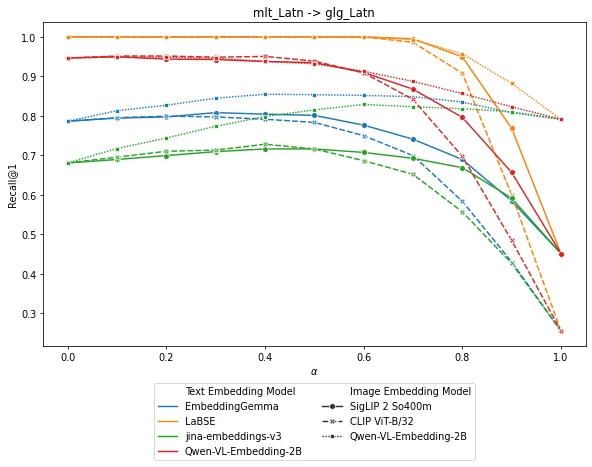 mlt_Latn -> glg_Latn
Recall@1
1.0
0.9
0.8
0.7
0.6
0.5
0.4
0.3
0.0 0.2 0.4 0.6 0.8 1.0
α
Text Embedding Model Image Embedding Model
EmbeddingGemma SigLIP 2 So400m
LaBSE CLIP ViT-B/32
jina-embeddings-v3 Qwen-VL-Embedding-2B
Qwen-VL-Embedding-2B